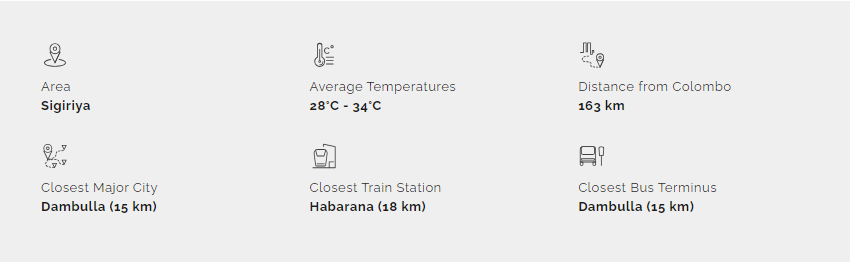 Area
Sigiriya
Average Temperatures
28°C - 34°C
Distance from Colombo
163 km
Closest Major City
Dambulla (15 km)
Closest Train Station
Habarana (18 km)
Closest Bus Terminus
Dambulla (15 km)